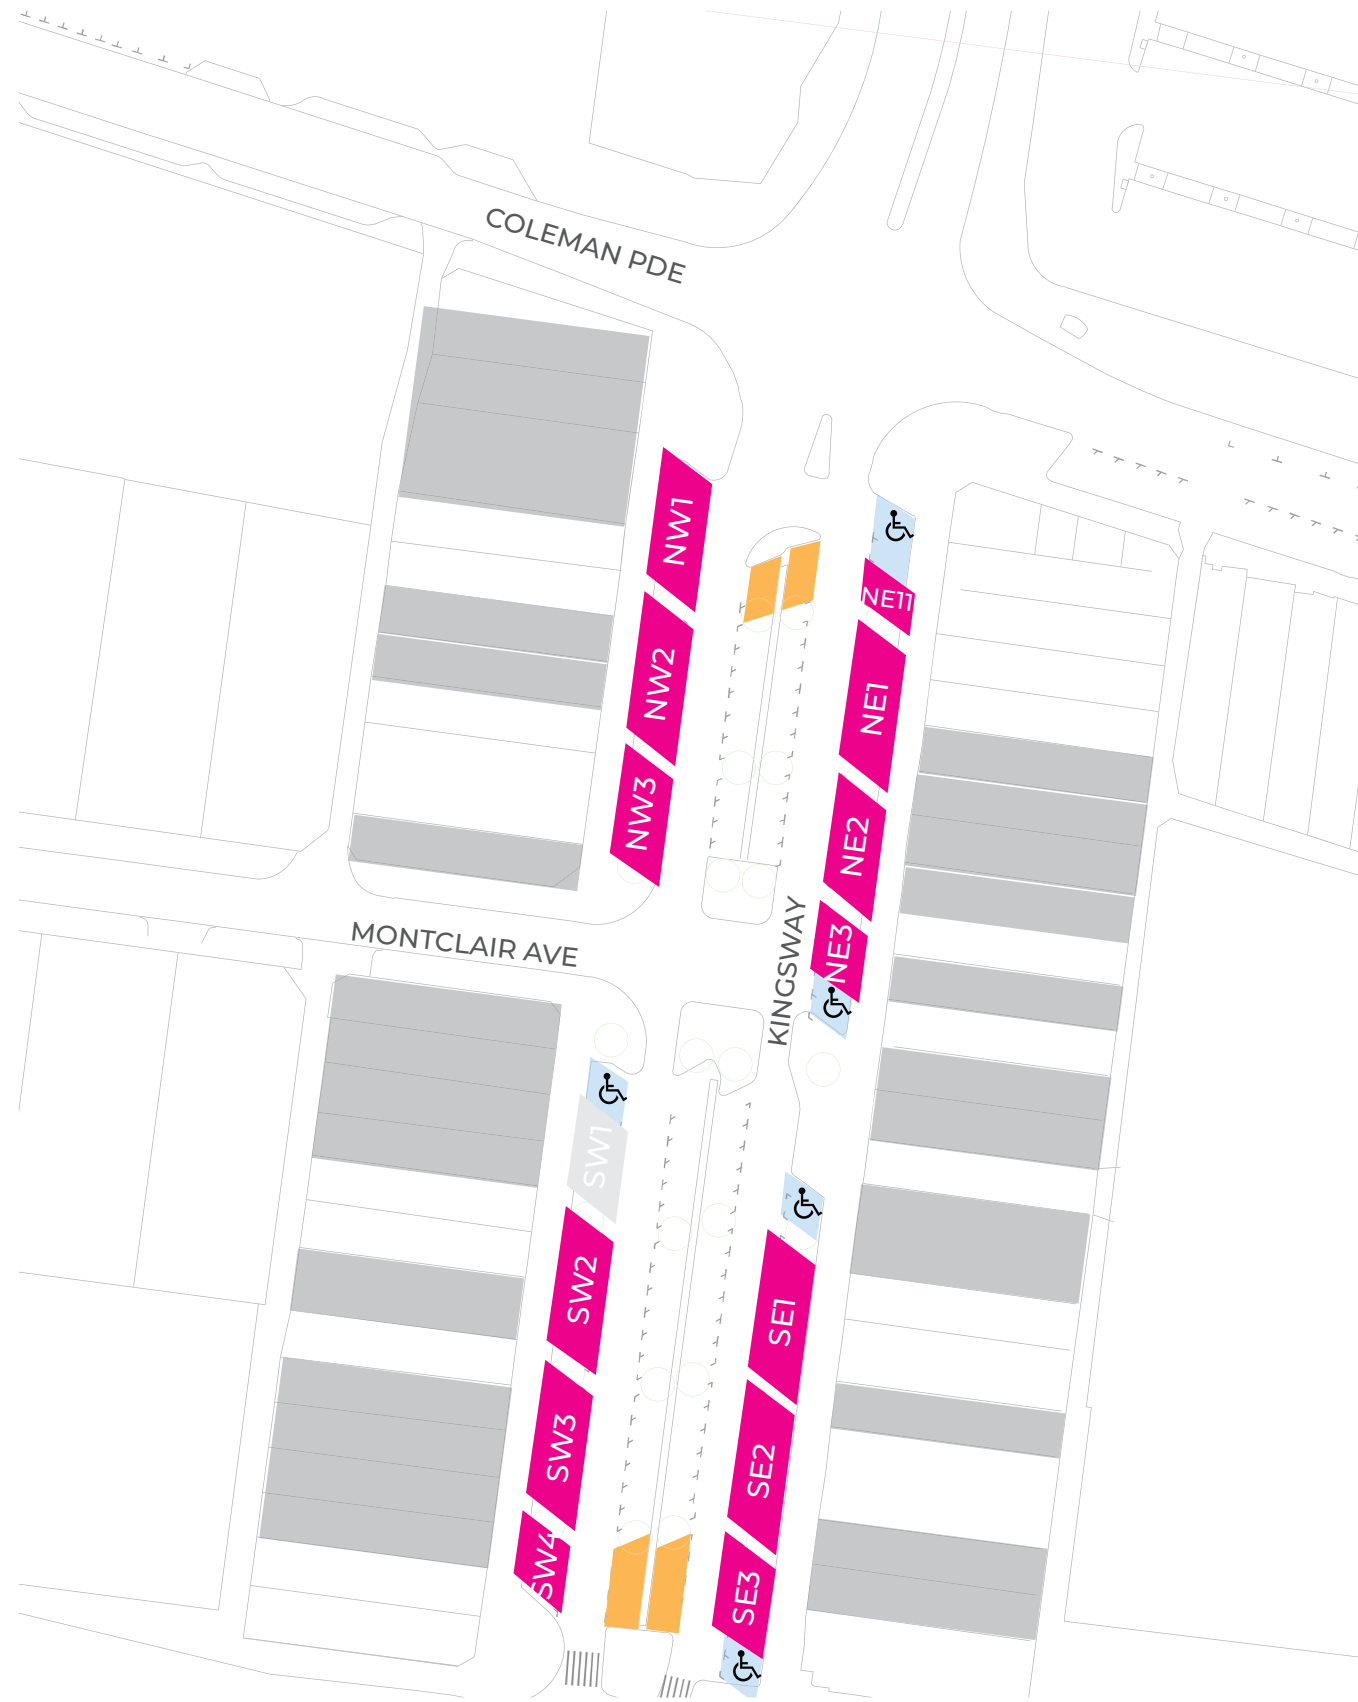 COLEMAN PDE
NW1
NE11
NW2
NE1
NW3
NE2
MONTCLAIR AVE
KINGSWAY
NE3
SW1
SW2
SE1
SW3
SE2
SW4
SE3